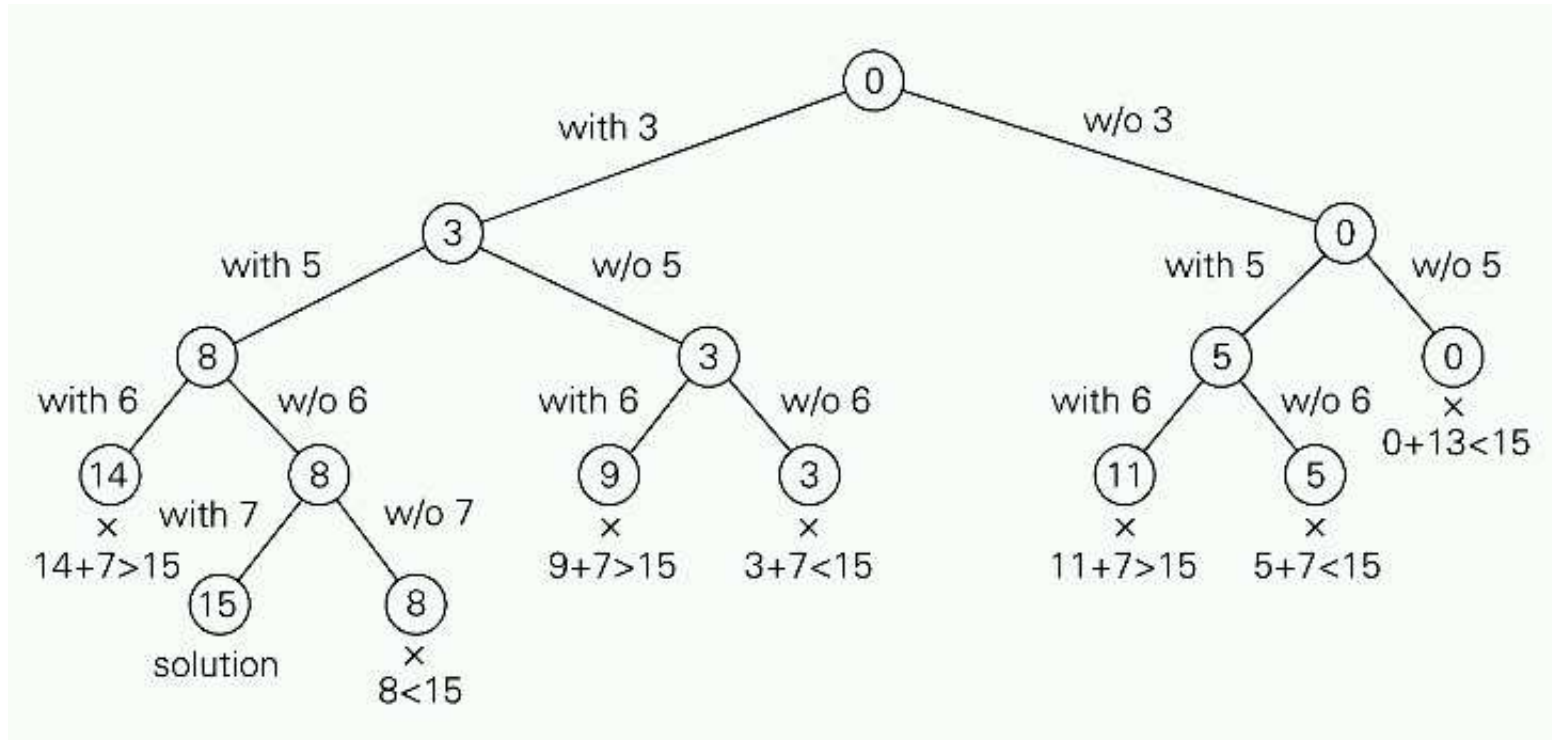 0
with 3
w/o 3
3
0
with 5
w/o 5
with 5
w/o 5
8
3
5
0
with 6
w/o 6
with 6
w/o 6
with 6
w/o 6
×
0+13<15
14
8
9
3
11
5
×
with 7
w/o 7
×
×
×
×
14+7>15
9+7>15
3+7<15
11+7>15
5+7<15
15
8
solution
×
8<15